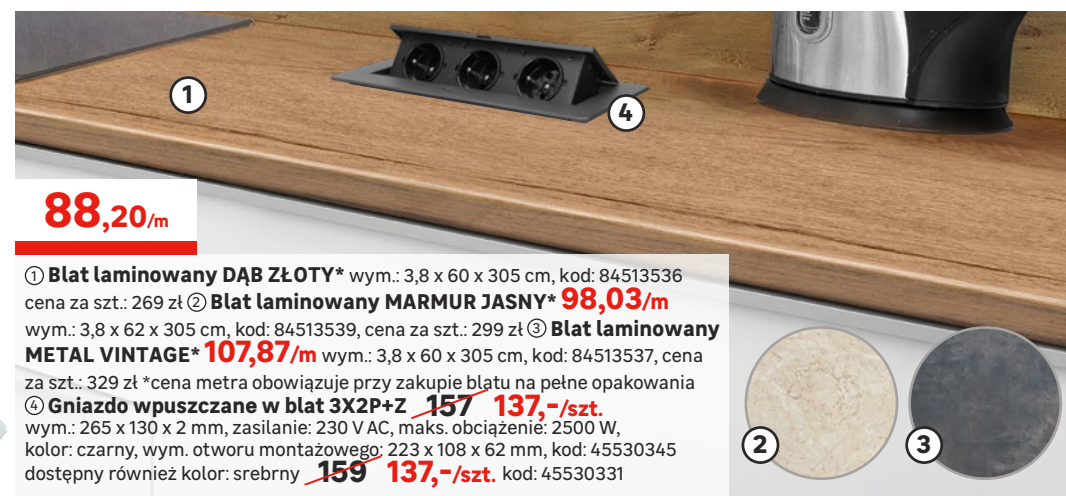 1
4
88,20/m
① Blat laminowany DĄB ZŁOTY* wym.: 3,8 x 60 x 305 cm, kod: 84513536
cena za szt.: 269 zł ② Blat laminowany MARMUR JASNY* 98,03/m
wym.: 3,8 x 62 x 305 cm, kod: 84513539, cena za szt.: 299 zł ③ Blat laminowany
METAL VINTAGE* 107,87/m wym.: 3,8 x 60 x 305 cm, kod: 84513537, cena
za szt.: 329 zł *cena metra obowiązuje przy zakupie blatu na pełne opakowania
④ Gniazdo wpuszczane w blat 3X2P+Z 157 137,-/szt.
wym.: 265 x 130 x 2 mm, zasilanie: 230 V AC, maks. obciążenie: 2500 W,
kolor: czarny, wym. otworu montażowego: 223 x 108 x 62 mm, kod: 45530345
dostępny również kolor: srebrny 159 137,-/szt. kod: 45530331
2
3